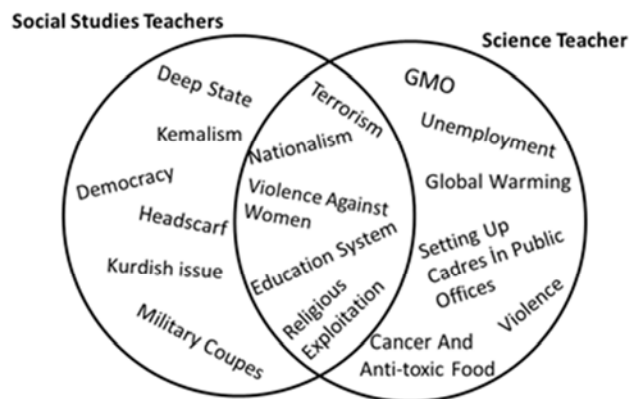 Social Studies Teachers
Science Teacher
Deep State
Kemalism
Democracy
Headscarf
Kurdish issue
Military Coupes
Terrorism
Nationalism
Violence Against
Women
Education System
Religious
Exploitation
GMO
Unemployment
Global Warming
Setting Up
Cadres İn Public
Offices
Violence
Cancer And
Anti-toxic Food